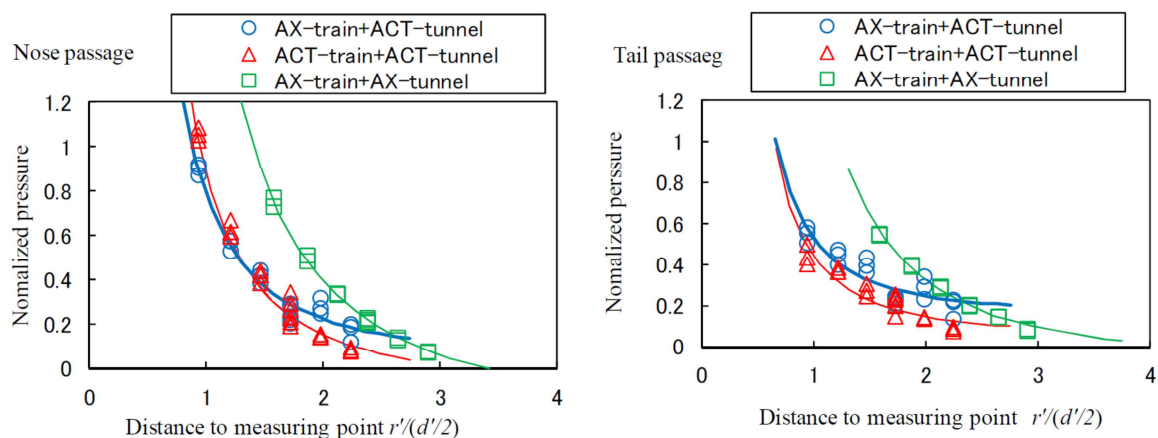 Nose passage
AX-train+ACT-tunnel
ACT-train+ACT-tunnel
AX-train+AX-tunnel
Nomalized pressure
1.2
1
0.8
0.6
0.4
0.2
0
0 1 2 3 4
Distance to measuring point r'/(d'/2)
Tail passaeg
AX-train+ACT-tunnel
ACT-train+ACT-tunnel
AX-train+AX-tunnel
Nomalized perssure
1.2
1
0.8
0.6
0.4
0.2
0
0 1 2 3 4
Distance to measuring point r'/(d'/2)